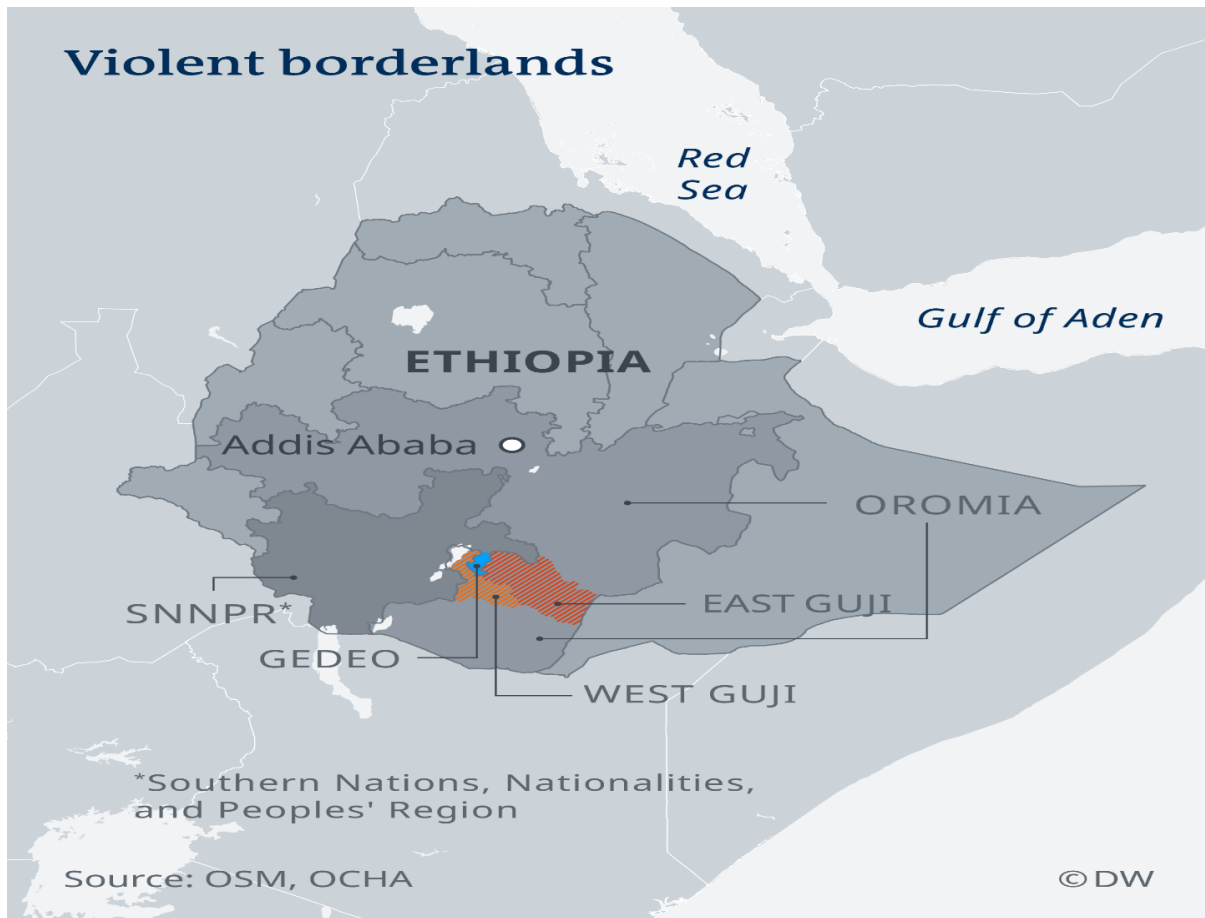 Violent borderlands
Red
Sea
Gulf of Aden
ETHIOPIA
Addis Ababa
OROMIA
EAST GUJI
SNNPR*
GEDEO
WEST GUJI
*Southern Nations, Nationalities,
and Peoples' Region
Source: OSM, OCHA
© DW